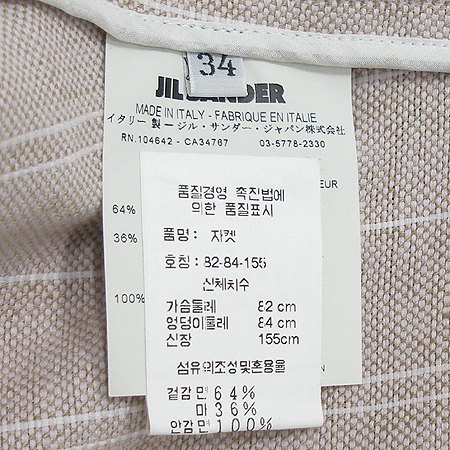 34
JIL SANDER
MADE IN ITALY - FABRIQUE EN ITALIE
イタリー製ージル・サンダー・ジャパン株式会社
RN.104642 - CA34767 03-5778-2330
EUR
64%
36%
100%
품질경영 촉진법에
의한 품질표시
품명: 자켓
호칭: 82-84-155
신체치수
가슴둘레 82 cm
엉덩이둘레 84 cm
신장 155cm
섬유의조성및혼용율
겉감 면 64%
마 36%
안감 면 100%